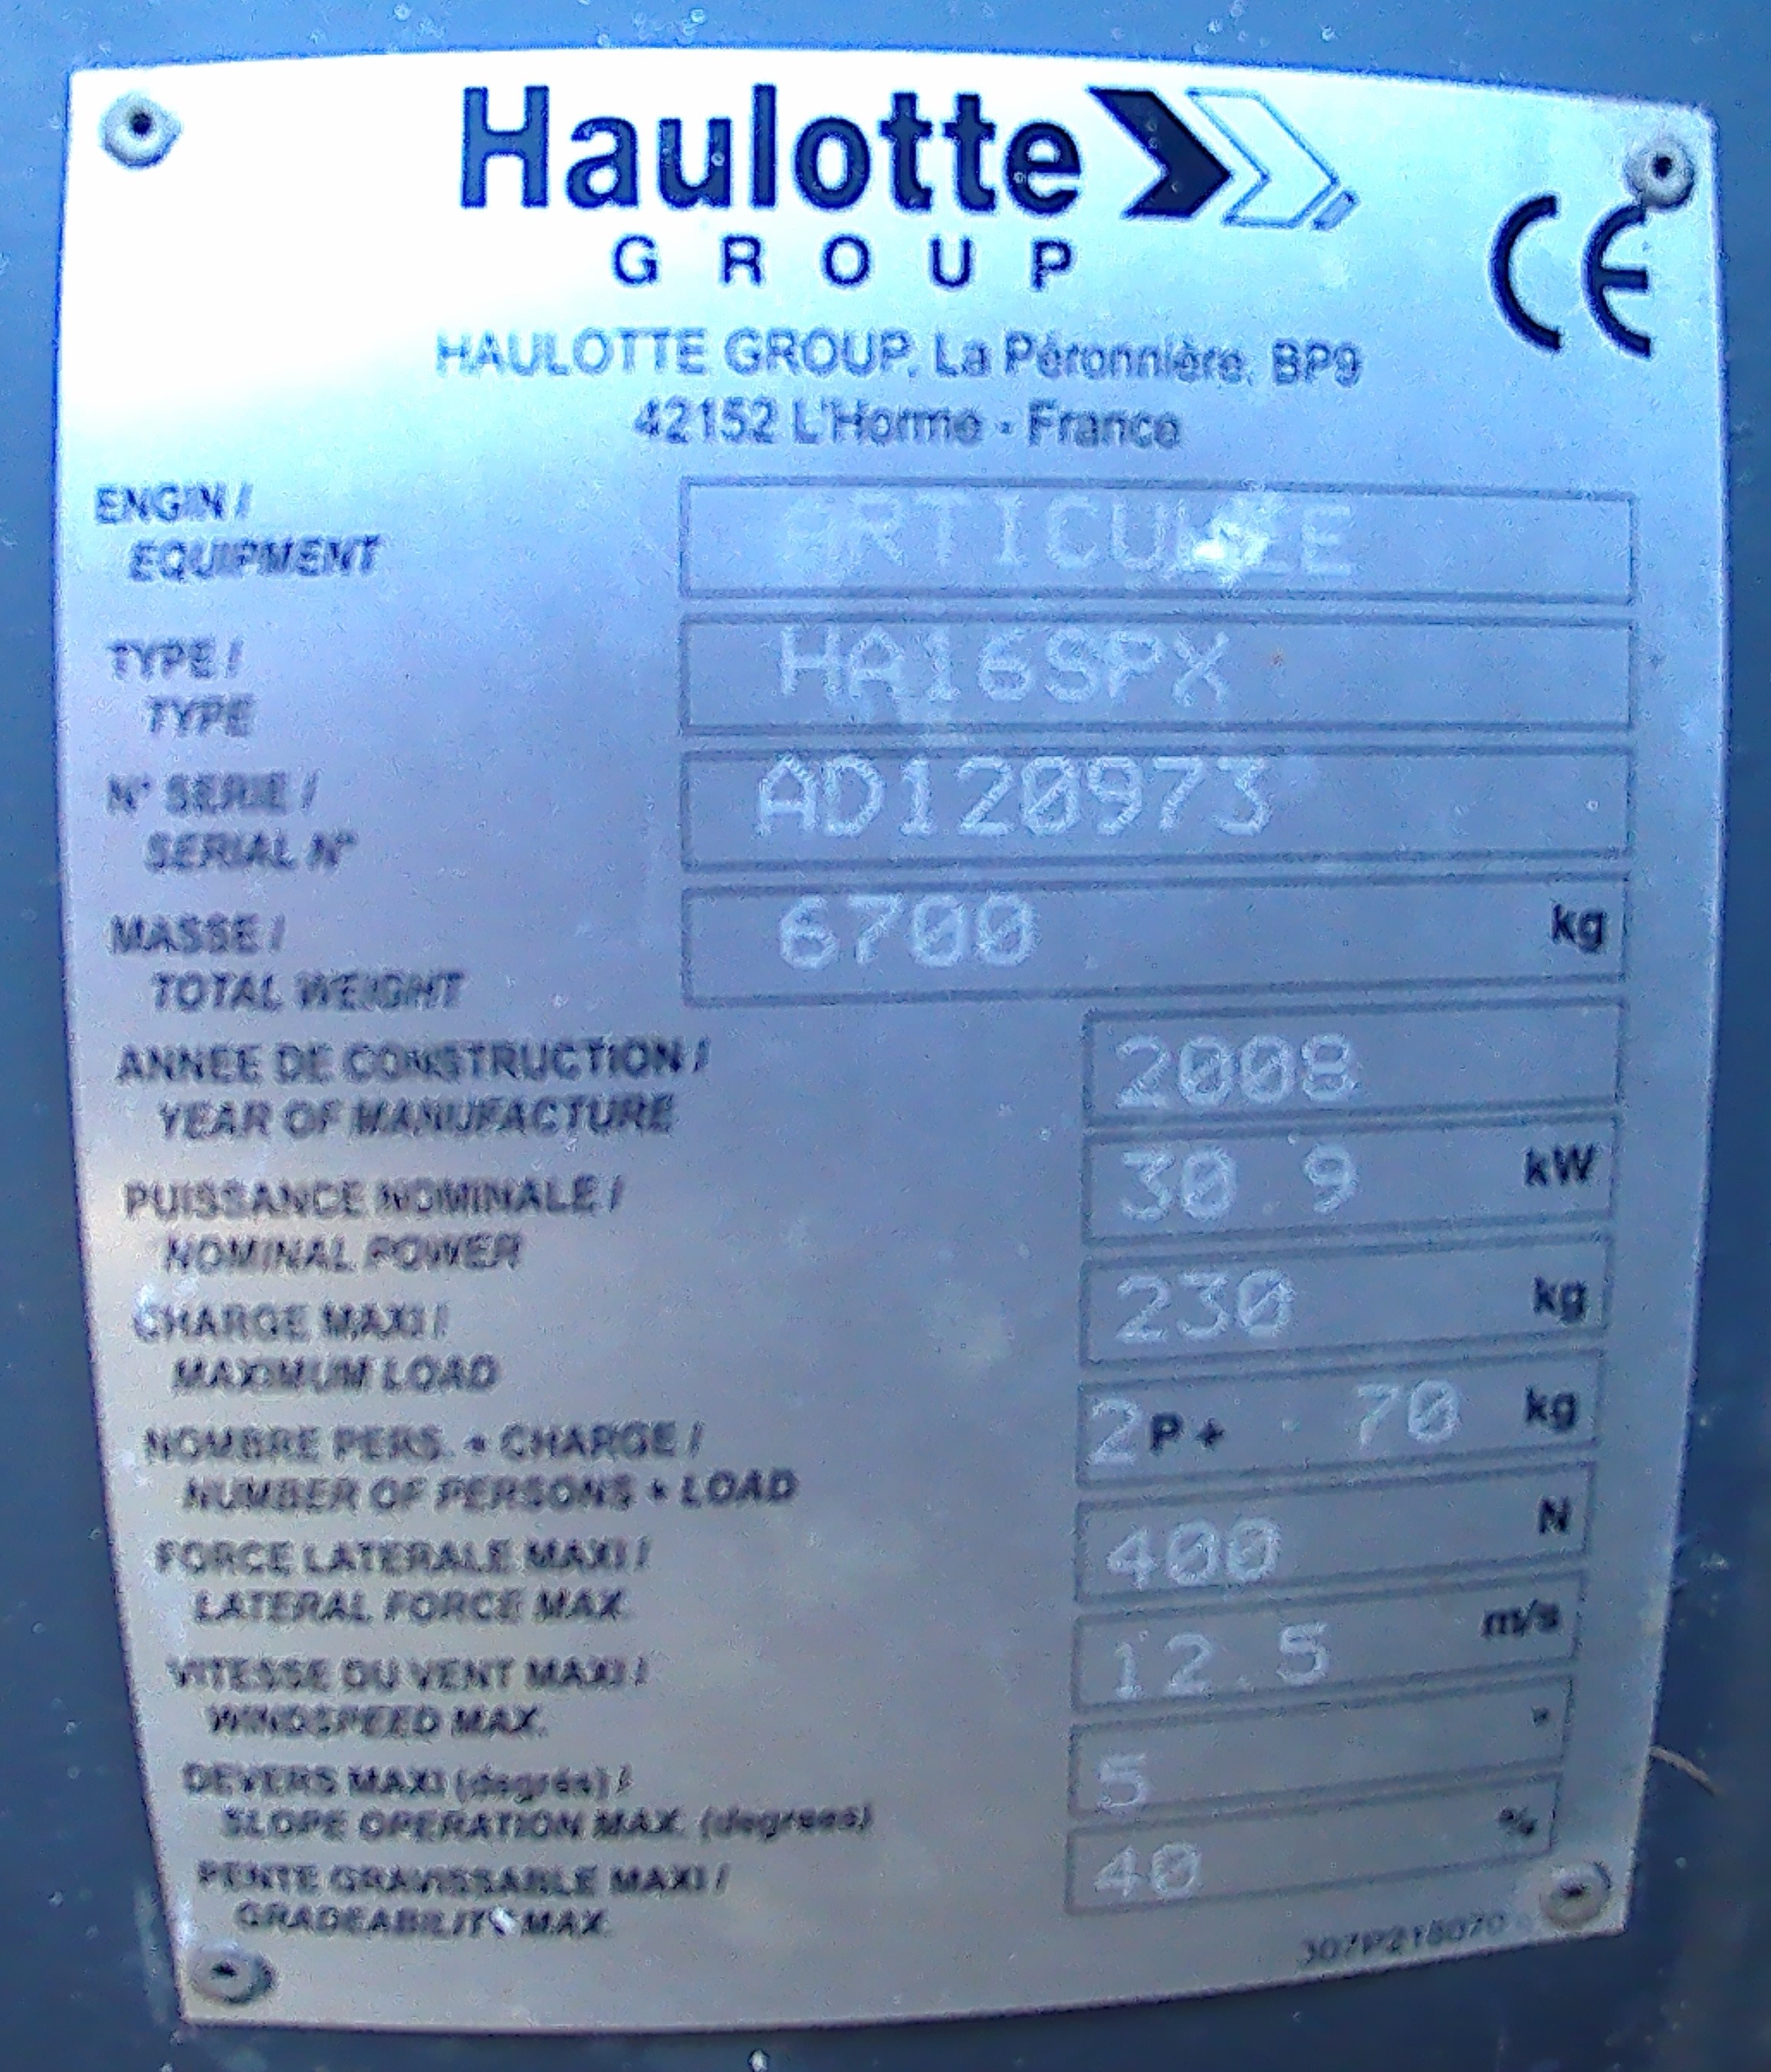 Haulotte
GROUP
CE
HAULOTTE GROUP, La Péronnière, BP9
42152 L'Horme - France
ENGIN / ARTICULEE
EQUIPMENT
TYPE / HA16SPX
TYPE
N° SERIE / AD120973
SERIAL N°
MASSE / 6700 kg
TOTAL WEIGHT
ANNEE DE CONSTRUCTION / 2008
YEAR OF MANUFACTURE
PUISSANCE NOMINALE / 30.9 kW
NOMINAL POWER
CHARGE MAXI / 230 kg
MAXIMUM LOAD
NOMBRE PERS. + CHARGE / 2 P + 70 kg
NUMBER OF PERSONS + LOAD
FORCE LATERALE MAXI / 400 N
LATERAL FORCE MAX.
VITESSE DU VENT MAXI / 12.5 m/s
WINDSPEED MAX.
DEVERS MAXI (degrés) / 5 °
SLOPE OPERATION MAX. (degrees)
PENTE GRAVISSABLE MAXI / 40 %
GRADEABILITY MAX.